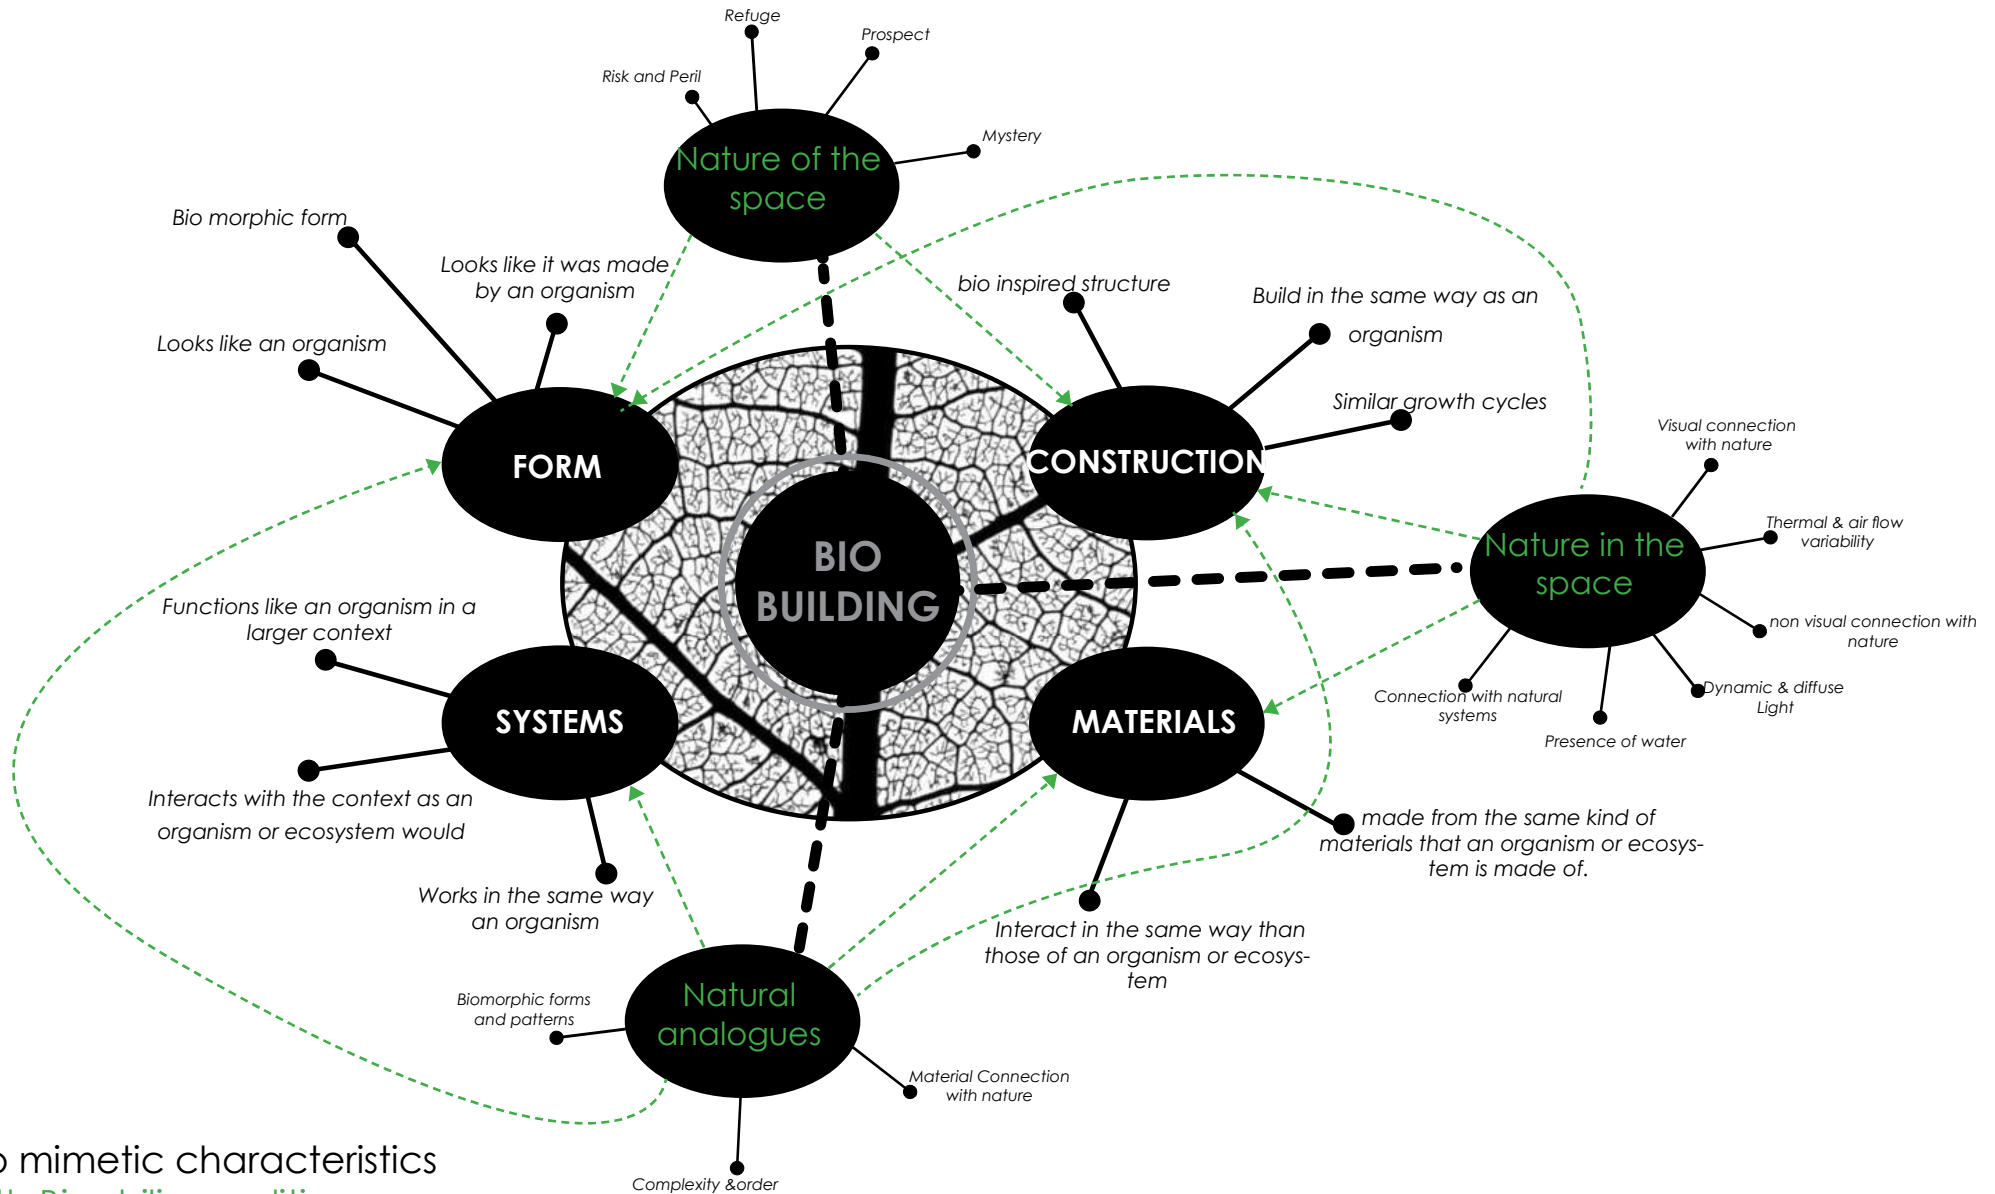 Refuge
Prospect
Risk and Peril
Mystery
Nature of the
space
Bio morphic form
Looks like it was made
by an organism
Looks like an organism
bio inspired structure
Build in the same way as an
organism
Similar growth cycles
FORM
CONSTRUCTION
Visual connection
with nature
Thermal & air flow
variability
Nature in the
space
non visual connection with
nature
Dynamic & diffuse
Light
Connection with natural
systems
Presence of water
BIO
BUILDING
Functions like an organism in a
larger context
SYSTEMS
MATERIALS
Interacts with the context as an
organism or ecosystem would
Works in the same way
an organism
made from the same kind of
materials that an organism or ecosys-
tem is made of.
Interact in the same way than
those of an organism or ecosys-
tem
Natural
analogues
Biomorphic forms
and patterns
Material Connection
with nature
Complexity &order
o mimetic characteristics